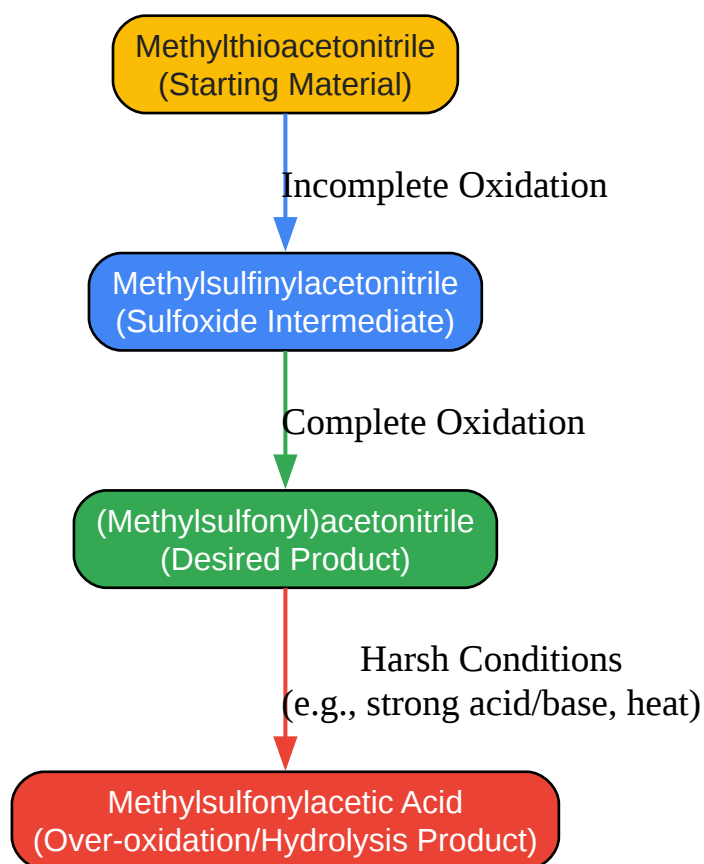 Methylthioacetonitrile
(Starting Material)
Incomplete Oxidation
Methylsulfinylacetonitrile
(Sulfoxide Intermediate)
Complete Oxidation
(Methylsulfonyl)acetonitrile
(Desired Product)
Harsh Conditions
(e.g., strong acid/base, heat)
Methylsulfonylacetic Acid
(Over-oxidation/Hydrolysis Product)